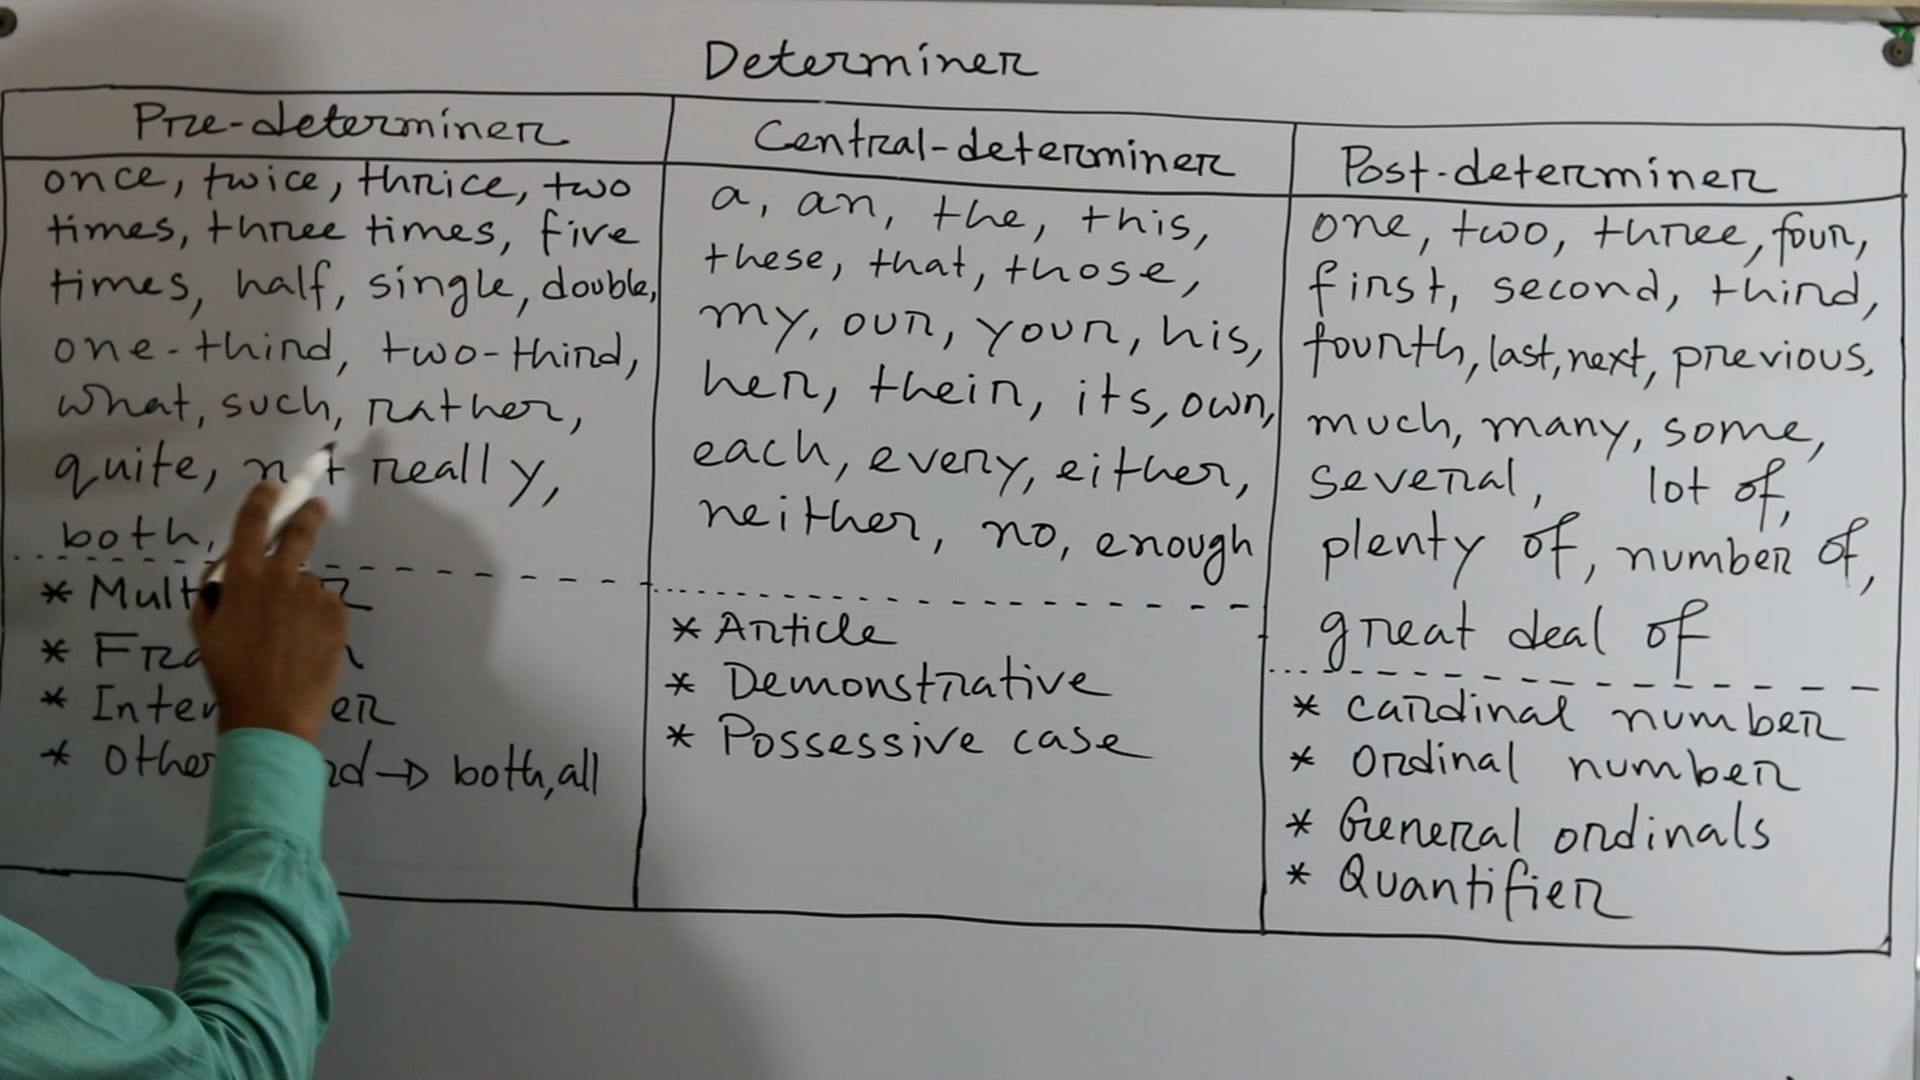 Determiner
Pre-determiner
once, twice, thrice, two
times, three times, five
times, half, single, double,
one-third, two-third,
what, such, rather,
quite, not really,
both,
*
*
*
* both, all
Central-determiner
a, an, the, this,
these, that, those,
my, our, your, his,
her, their, its, own,
each, every, either,
neither, no, enough
* Article
* Demonstrative
* Possessive case
Post-determiner
one, two, three, four,
first, second, third,
fourth, last, next, previous,
much, many, some,
several, lot of,
plenty of, number of,
great deal of
* cardinal number
* ordinal number
* General ordinals
* Quantifier